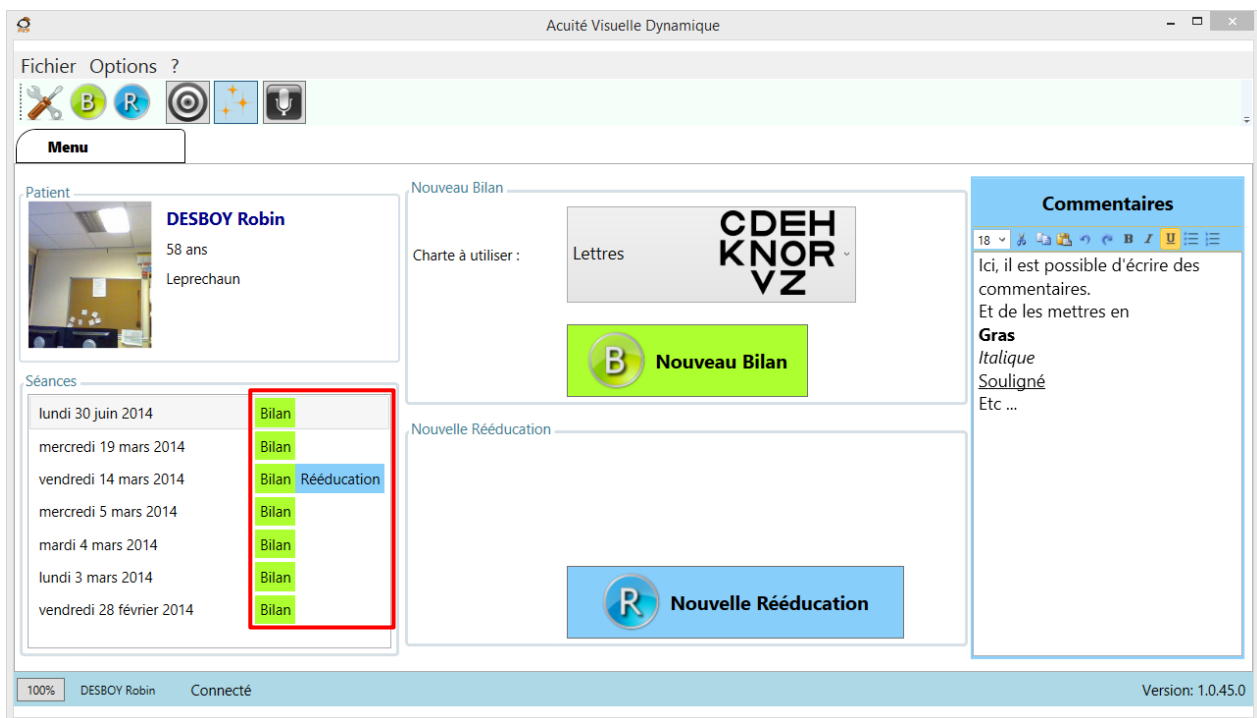 Acuité Visuelle Dynamique
Fichier Options ?
B R
Menu
Patient
DESBOY Robin
58 ans
Leprechaun
Séances
lundi 30 juin 2014 Bilan
mercredi 19 mars 2014 Bilan
vendredi 14 mars 2014 Bilan Rééducation
mercredi 5 mars 2014 Bilan
mardi 4 mars 2014 Bilan
lundi 3 mars 2014 Bilan
vendredi 28 février 2014 Bilan
Nouveau Bilan
Charte à utiliser :
Lettres
CDEH
KNOR
VZ
B Nouveau Bilan
Nouvelle Rééducation
R Nouvelle Rééducation
Commentaires
18 B I U
Ici, il est possible d'écrire des
commentaires.
Et de les mettres en
Gras
Italique
Souligné
Etc ...
100% DESBOY Robin Connecté Version: 1.0.45.0